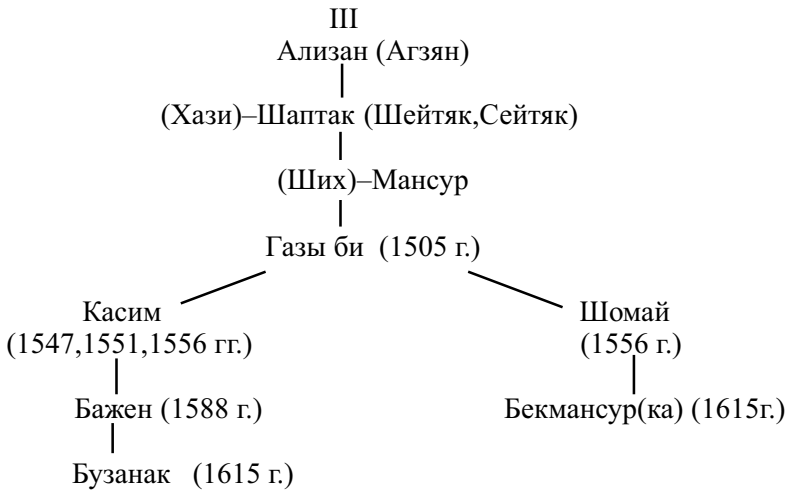 III
Ализан (Агзян)
(Хази)–Шаптак (Шейтяк,Сейтяк)
(Ших)–Мансур
Газы би (1505 г.)
Касим
Шомай
(1547,1551,1556 гг.)
(1556 г.)
Бажен (1588 г.)
Бекмансур(ка) (1615г.)
Бузанак (1615 г.)